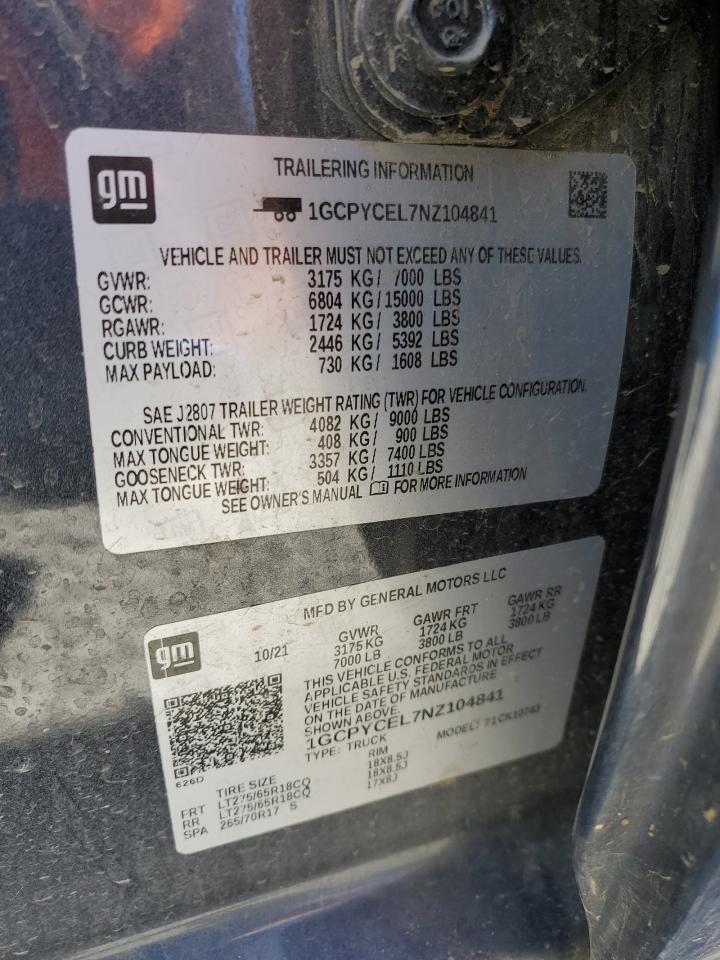 gm
TRAILERING INFORMATION
1GCPYCEL7NZ104841
VEHICLE AND TRAILER MUST NOT EXCEED ANY OF THESE VALUES.
GVWR: 3175 KG/ 7000 LBS
GCWR: 6804 KG/15000 LBS
RGAWR: 1724 KG/ 3800 LBS
CURB WEIGHT: 2446 KG/ 5392 LBS
MAX PAYLOAD: 730 KG/ 1608 LBS
SAE J2807 TRAILER WEIGHT RATING (TWR) FOR VEHICLE CONFIGURATION.
CONVENTIONAL TWR: 4082 KG/ 9000 LBS
MAX TONGUE WEIGHT: 408 KG/ 900 LBS
GOOSENECK TWR: 3357 KG/ 7400 LBS
MAX TONGUE WEIGHT: 504 KG/ 1110 LBS
SEE OWNER'S MANUAL FOR MORE INFORMATION
gm
MFD BY GENERAL MOTORS LLC
10/21
GVWR GAWR FRT GAWR RR
3175 KG 1724 KG 1724 KG
7000 LB 3800 LB 3800 LB
THIS VEHICLE CONFORMS TO ALL
APPLICABLE U.S. FEDERAL MOTOR
VEHICLE SAFETY STANDARDS IN EFFECT
ON THE DATE OF MANUFACTURE
SHOWN ABOVE.
1GCPYCEL7NZ104841
TYPE: TRUCK MODEL: 71CK10743
626D
TIRE SIZE RIM
FRT LT275/65R18CQ 18X8.5J
RR LT275/65R18CQ 18X8.5J
SPA 265/70R17 S 17X8J